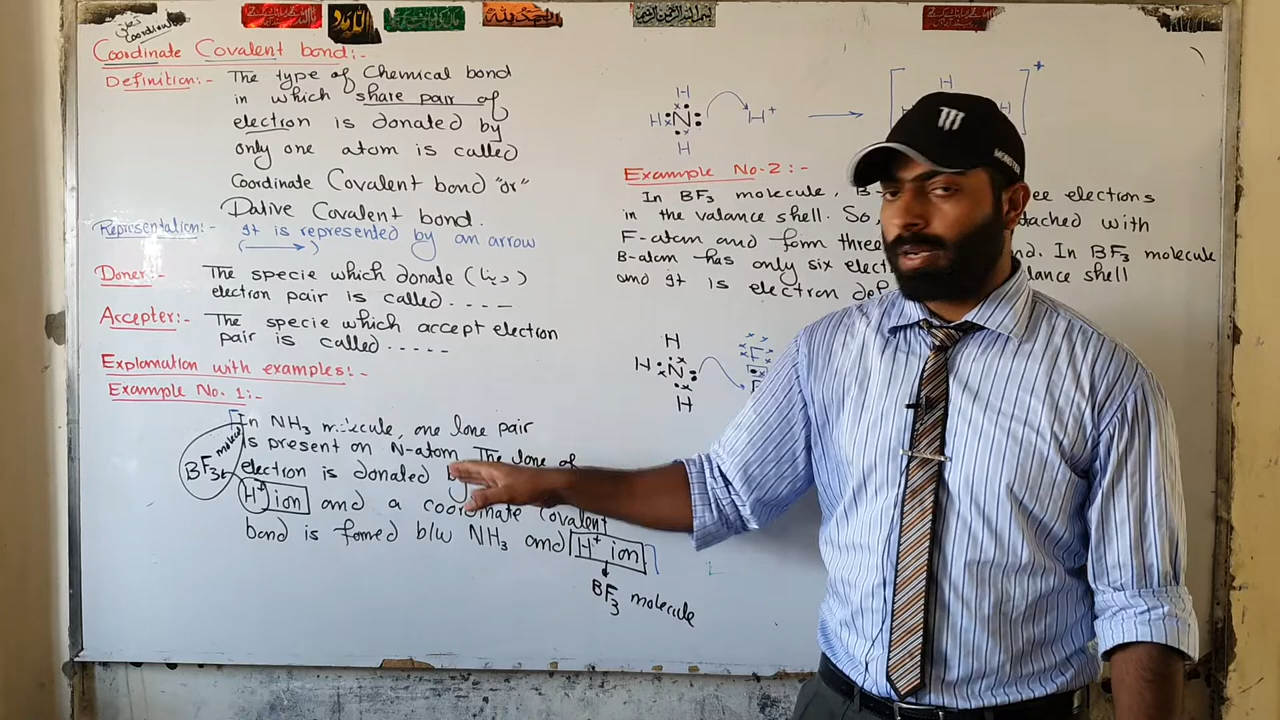 Coordinate Covalent bond:-
Definition:- The type of Chemical bond
in which share pair of
electron is donated by
only one atom is called
Coordinate Covalent bond "or"
Dative Covalent bond.
Representation:- It is represented by an arrow
(⟶)
Doner:- The specie which donate (دینا)
electron pair is called . . . . —
Accepter:- The specie which accept electron
pair is called . . . . .
Explanation with examples:-
Example No. 1:-
In NH₃ molecule, one lone pair
is present on N-atom. The lone of
electron is donated
H⁺ ion and a coordinate Covalent
bond is fomed b/w NH₃ and H⁺ ion
BF₃ molecule
BF₃
H
H N H⁺ ⟶
H
H
+
Example No-2:-
In BF₃ molecule, B- ee elections
in the valance shell. So, tached with
F-atom and form three nd. In BF₃ molecule
B-atom has only six elect lance shell
and it is electron def
H
H N
H
F
MONSTER